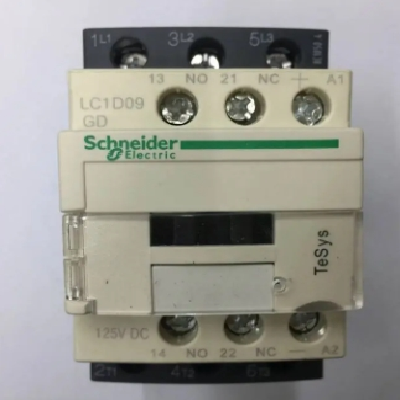 1L1 3L2 5L3
13 NO 21 NC + A1
LC1D09
GD
Schneider
Electric
TeSys
125V DC
14 NO 22 NC — A2
2T1 4T2 6T3